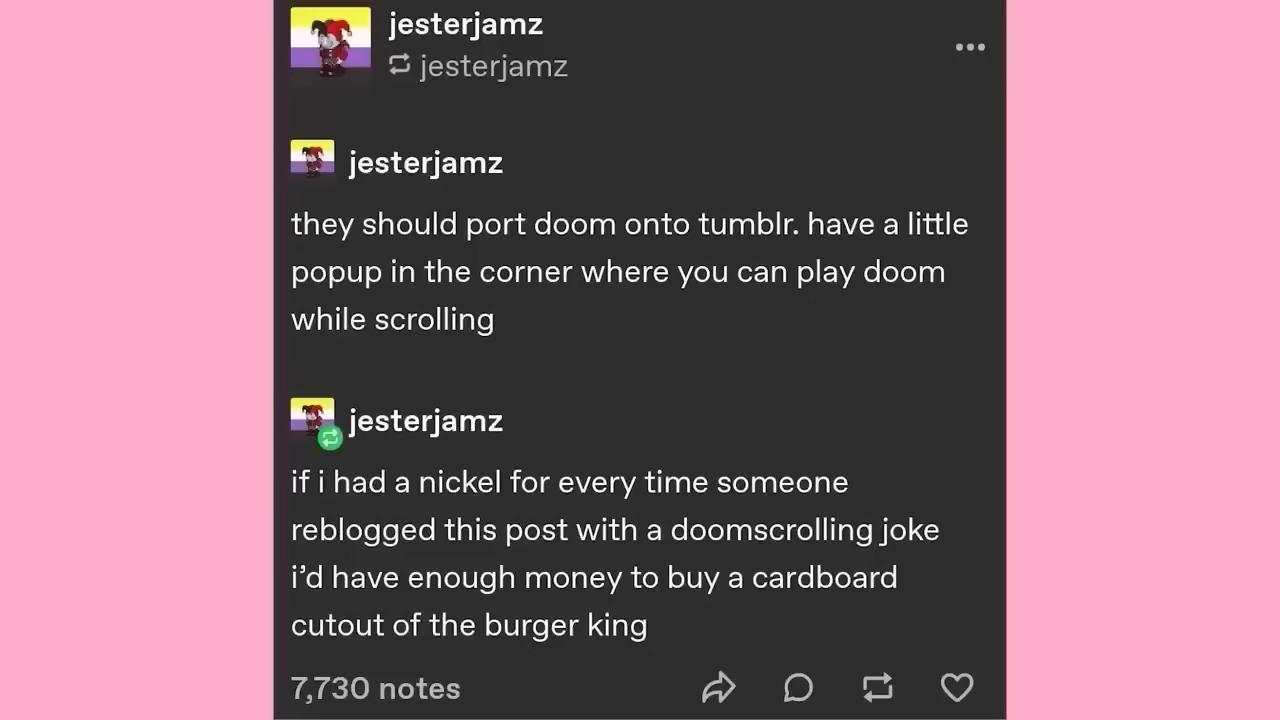 jesterjamz
jesterjamz
jesterjamz
they should port doom onto tumblr. have a little
popup in the corner where you can play doom
while scrolling
jesterjamz
if i had a nickel for every time someone
reblogged this post with a doomscrolling joke
i’d have enough money to buy a cardboard
cutout of the burger king
7,730 notes